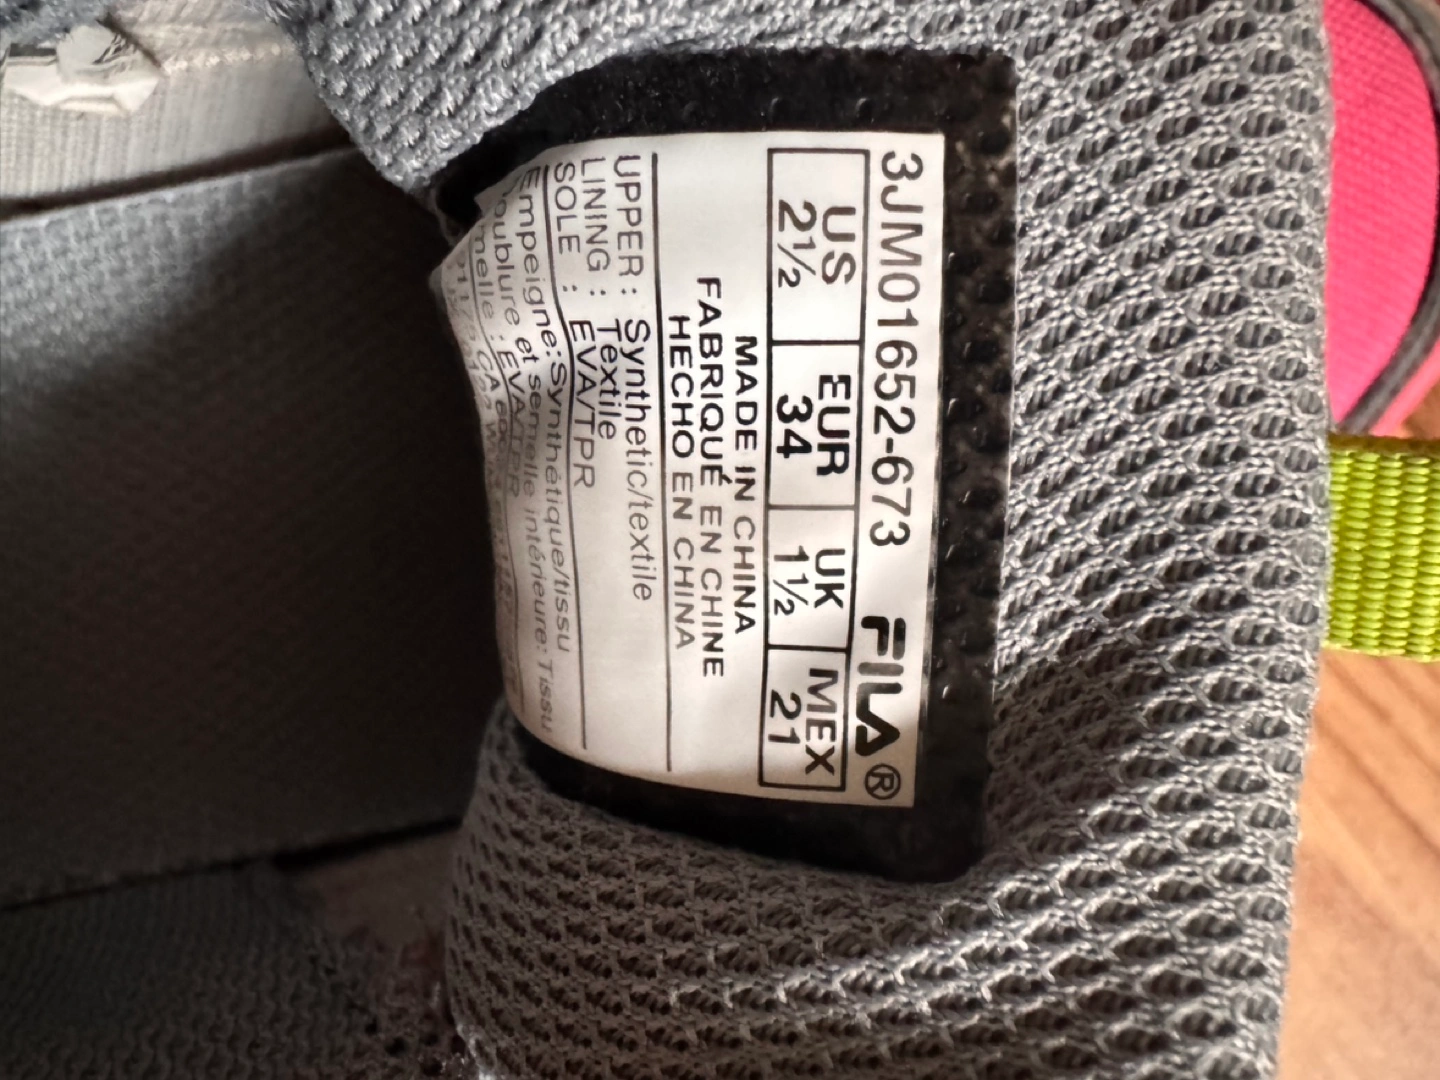 3JM01652-673 FILA®
US EUR UK MEX
2½ 34 1½ 21
MADE IN CHINA
FABRIQUÉ EN CHINE
HECHO EN CHINA
UPPER: Synthetic/textile
LINING: Textile
SOLE: EVA/TPR
Empeigne: Synthétique/tissu
Doublure et semelle intérieure: Tissu
EVA/TPR